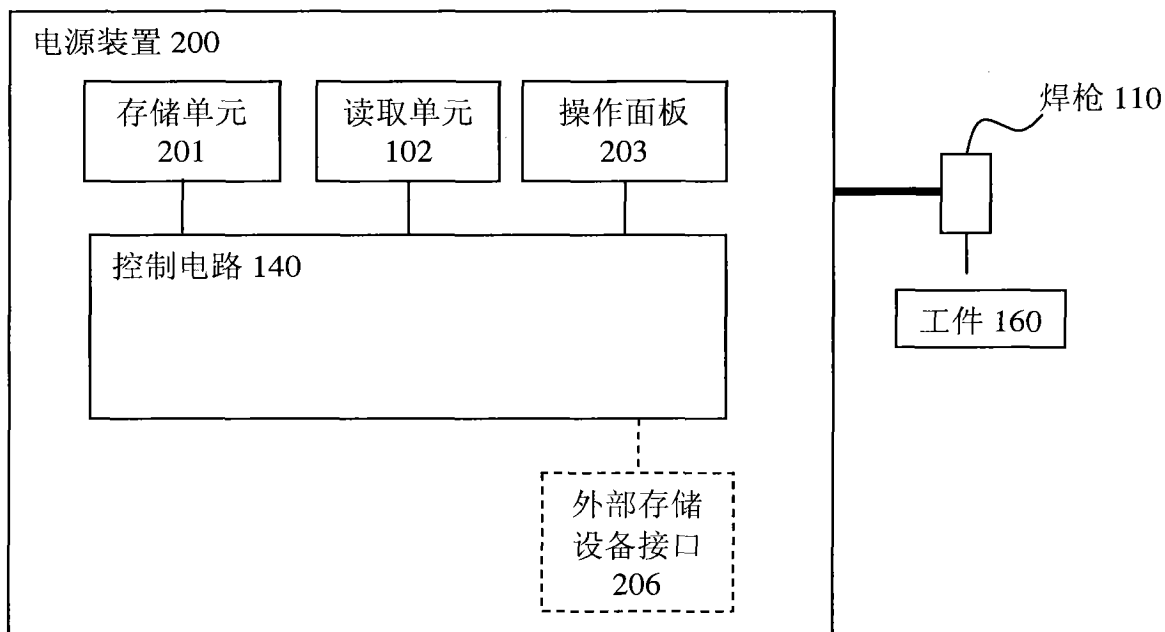 电源装置 200
存储单元
201
读取单元
102
操作面板
203
焊枪 110
控制电路 140
工件 160
外部存储
设备接口
206